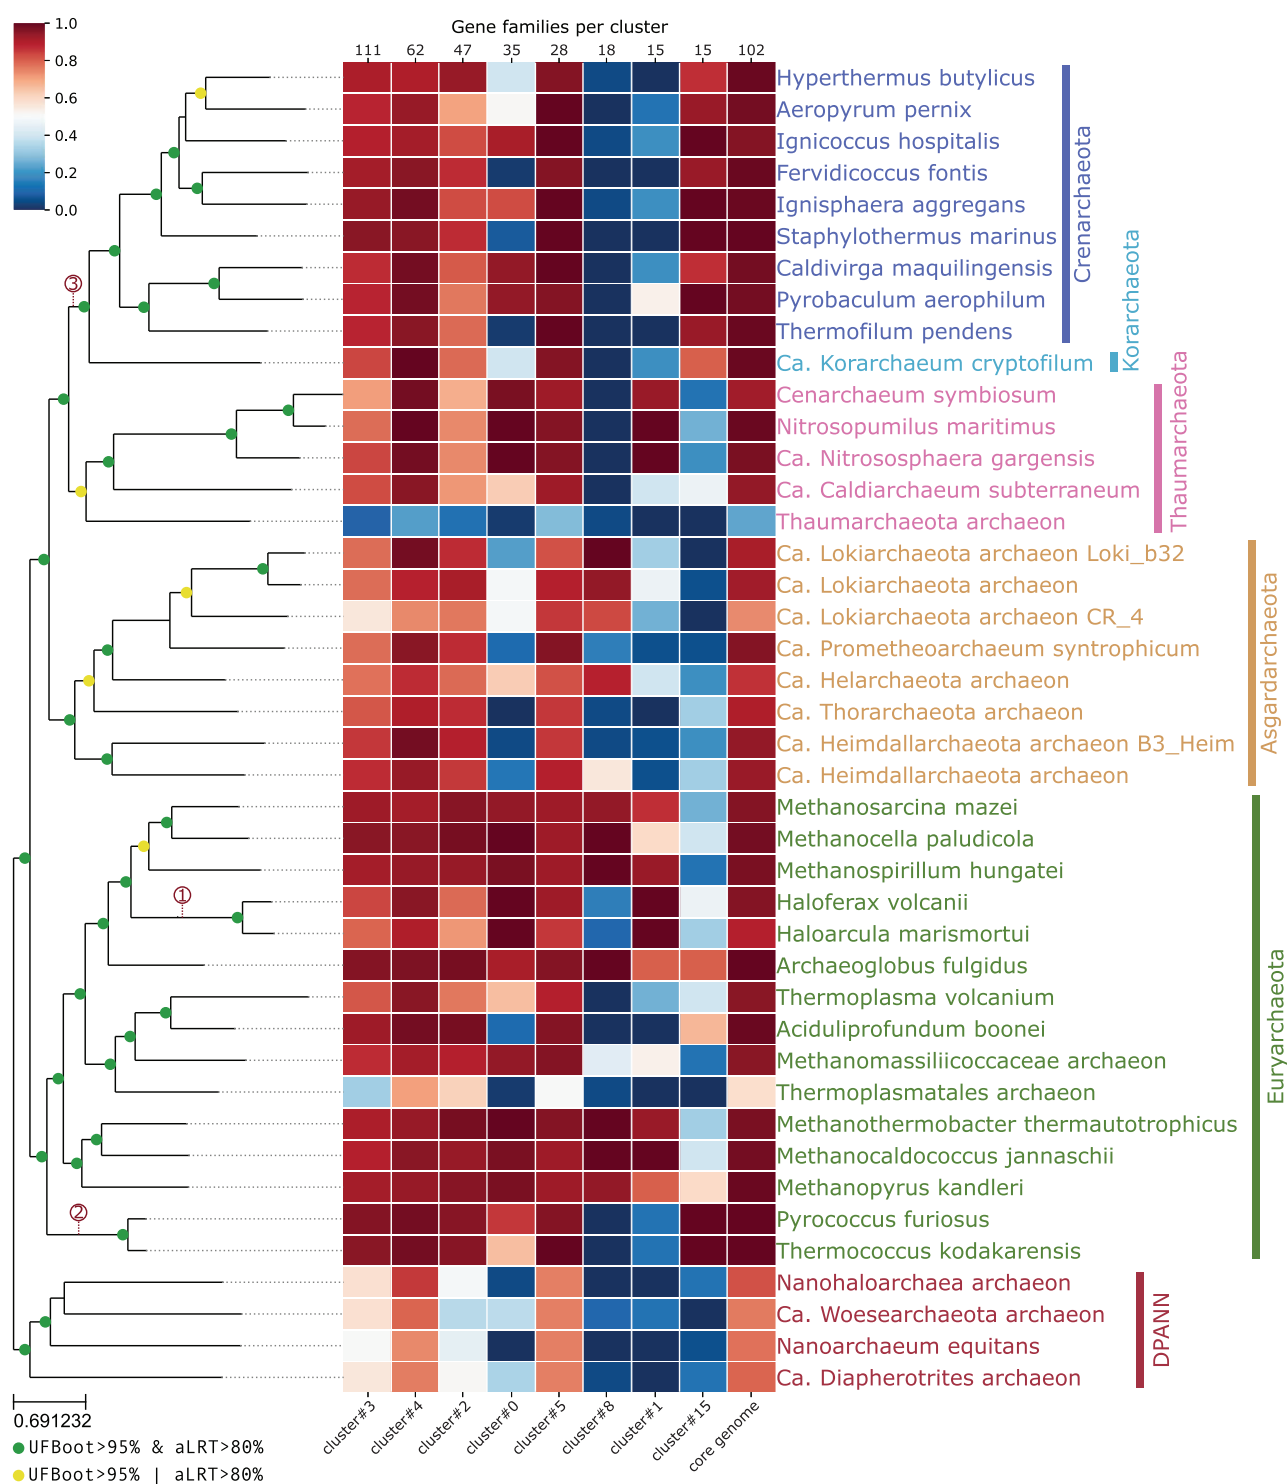 Gene families per cluster
111 62 47 35 28 18 15 15 102
1.0
0.8
0.6
0.4
0.2
0.0
Hyperthermus butylicus
Aeropyrum pernix
Ignicoccus hospitalis
Fervidicoccus fontis
Ignisphaera aggregans
Staphylothermus marinus
Caldivirga maquilingensis
Pyrobaculum aerophilum
Thermofilum pendens
Crenarchaeota
3
Ca. Korarchaeum cryptofilum
Korarchaeota
Cenarchaeum symbiosum
Nitrosopumilus maritimus
Ca. Nitrososphaera gargensis
Ca. Caldiarchaeum subterraneum
Thaumarchaeota archaeon
Thaumarchaeota
Ca. Lokiarchaeota archaeon Loki_b32
Ca. Lokiarchaeota archaeon
Ca. Lokiarchaeota archaeon CR_4
Ca. Prometheoarchaeum syntrophicum
Ca. Helarchaeota archaeon
Ca. Thorarchaeota archaeon
Ca. Heimdallarchaeota archaeon B3_Heim
Ca. Heimdallarchaeota archaeon
Asgardarchaeota
Methanosarcina mazei
Methanocella paludicola
Methanospirillum hungatei
1
Haloferax volcanii
Haloarcula marismortui
Archaeoglobus fulgidus
Thermoplasma volcanium
Aciduliprofundum boonei
Methanomassiliicoccaceae archaeon
Thermoplasmatales archaeon
Methanothermobacter thermautotrophicus
Methanocaldococcus jannaschii
Methanopyrus kandleri
2
Pyrococcus furiosus
Thermococcus kodakarensis
Euryarchaeota
Nanohaloarchaea archaeon
Ca. Woesearchaeota archaeon
Nanoarchaeum equitans
Ca. Diapherotrites archaeon
DPANN
cluster#3 cluster#4 cluster#2 cluster#0 cluster#5 cluster#8 cluster#1 cluster#15 core genome
0.691232
UFBoot>95% & aLRT>80%
UFBoot>95% | aLRT>80%